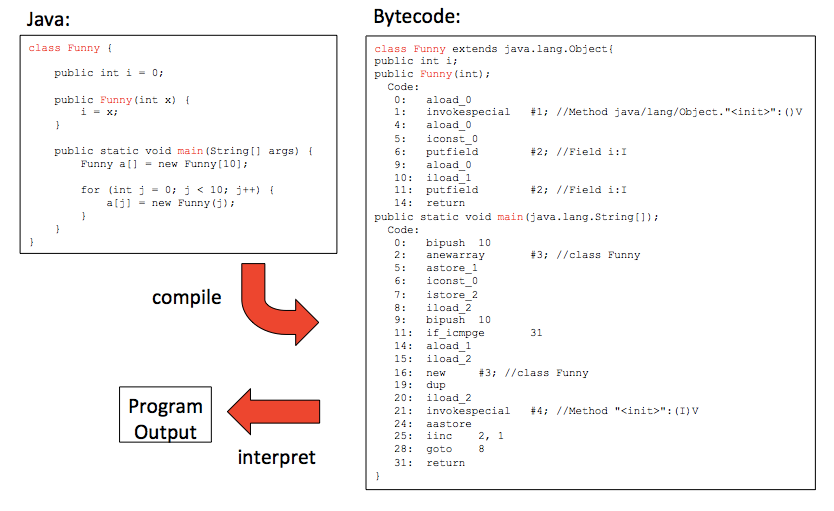 Java:
class Funny {
public int i = 0;
public Funny(int x) {
i = x;
}
public static void main(String[] args) {
Funny a[] = new Funny[10];
for (int j = 0; j < 10; j++) {
a[j] = new Funny(j);
}
}
}
compile
Bytecode:
class Funny extends java.lang.Object{
public int i;
public Funny(int);
Code:
0: aload_0
1: invokespecial #1; //Method java/lang/Object."<init>":()V
4: aload_0
5: iconst_0
6: putfield #2; //Field i:I
9: aload_0
10: iload_1
11: putfield #2; //Field i:I
14: return
public static void main(java.lang.String[]);
Code:
0: bipush 10
2: anewarray #3; //class Funny
5: astore_1
6: iconst_0
7: istore_2
8: iload_2
9: bipush 10
11: if_icmpge 31
14: aload_1
15: iload_2
16: new #3; //class Funny
19: dup
20: iload_2
21: invokespecial #4; //Method "<init>":(I)V
24: aastore
25: iinc 2, 1
28: goto 8
31: return
}
interpret
Program
Output